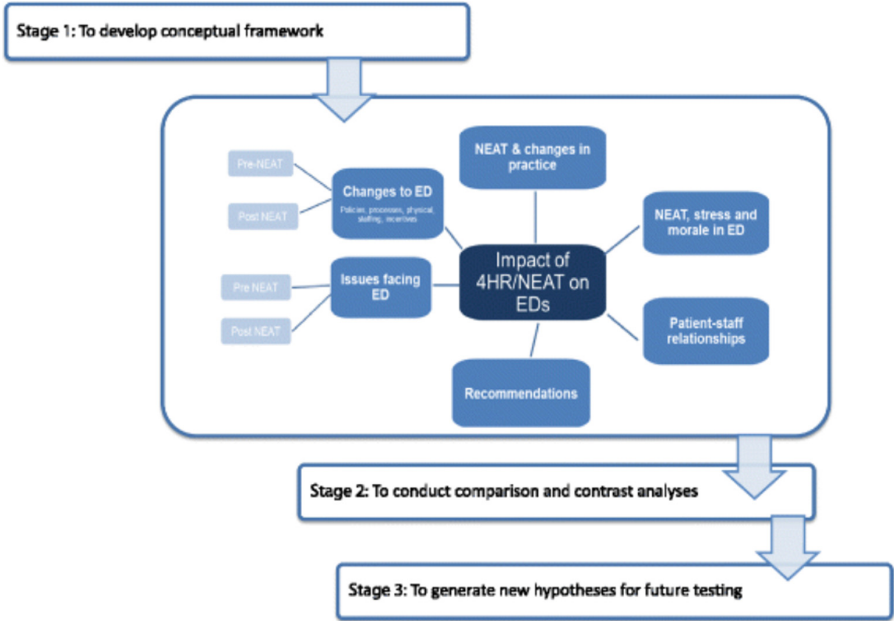 Stage 1: To develop conceptual framework
NEAT & changes in
practice
Pre-NEAT
Changes to ED
Policies, processes, physical,
staffing, incentives
Post NEAT
NEAT, stress and
morale in ED
Impact of
4HR/NEAT on
EDs
Issues facing
ED
Pre NEAT
Post NEAT
Patient-staff
relationships
Recommendations
Stage 2: To conduct comparison and contrast analyses
Stage 3: To generate new hypotheses for future testing